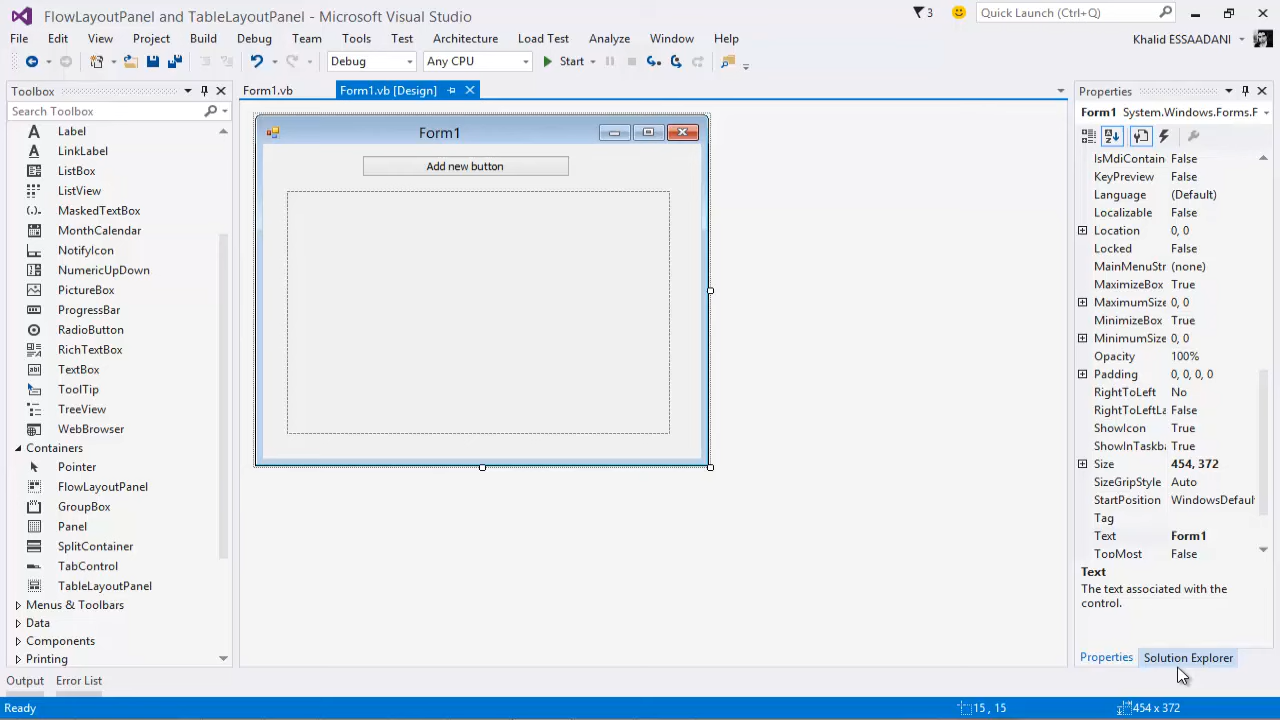 FlowLayoutPanel and TableLayoutPanel - Microsoft Visual Studio
3
Quick Launch (Ctrl+Q)
File Edit View Project Build Debug Team Tools Test Architecture Load Test Analyze Window Help
Khalid ESSAADANI
Debug Any CPU Start
Toolbox
Search Toolbox
Label
LinkLabel
ListBox
ListView
MaskedTextBox
MonthCalendar
NotifyIcon
NumericUpDown
PictureBox
ProgressBar
RadioButton
RichTextBox
TextBox
ToolTip
TreeView
WebBrowser
Containers
Pointer
FlowLayoutPanel
GroupBox
Panel
SplitContainer
TabControl
TableLayoutPanel
Menus & Toolbars
Data
Components
Printing
Form1.vb Form1.vb [Design]
Form1
Add new button
Properties
Form1 System.Windows.Forms.F
IsMdiContain False
KeyPreview False
Language (Default)
Localizable False
Location 0, 0
Locked False
MainMenuStr (none)
MaximizeBox True
MaximumSize 0, 0
MinimizeBox True
MinimumSize 0, 0
Opacity 100%
Padding 0, 0, 0, 0
RightToLeft No
RightToLeftLa False
ShowIcon True
ShowInTaskba True
Size 454, 372
SizeGripStyle Auto
StartPosition WindowsDefaul
Tag
Text Form1
TopMost False
Text
The text associated with the
control.
Properties Solution Explorer
Output Error List
Ready 15 , 15 454 x 372